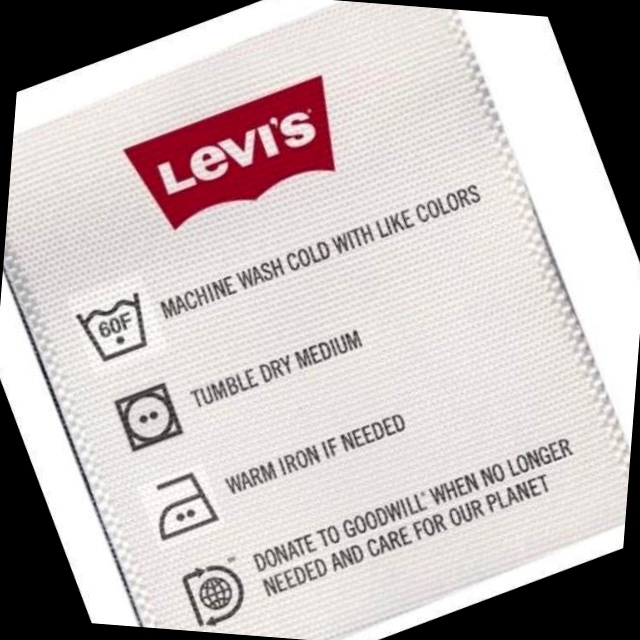 LEVI'S
60F
MACHINE WASH COLD WITH LIKE COLORS
TUMBLE DRY MEDIUM
WARM IRON IF NEEDED
DONATE TO GOODWILL® WHEN NO LONGER
NEEDED AND CARE FOR OUR PLANET